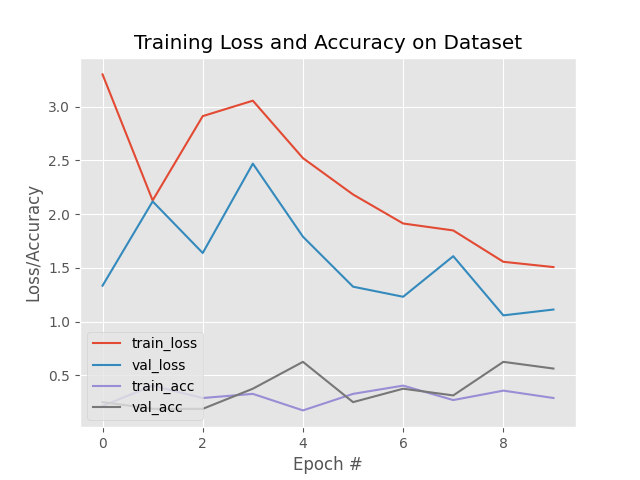 Training Loss and Accuracy on Dataset
Loss/Accuracy
3.0
2.5
2.0
1.5
1.0
0.5
train_loss
val_loss
train_acc
val_acc
0 2 4 6 8
Epoch #